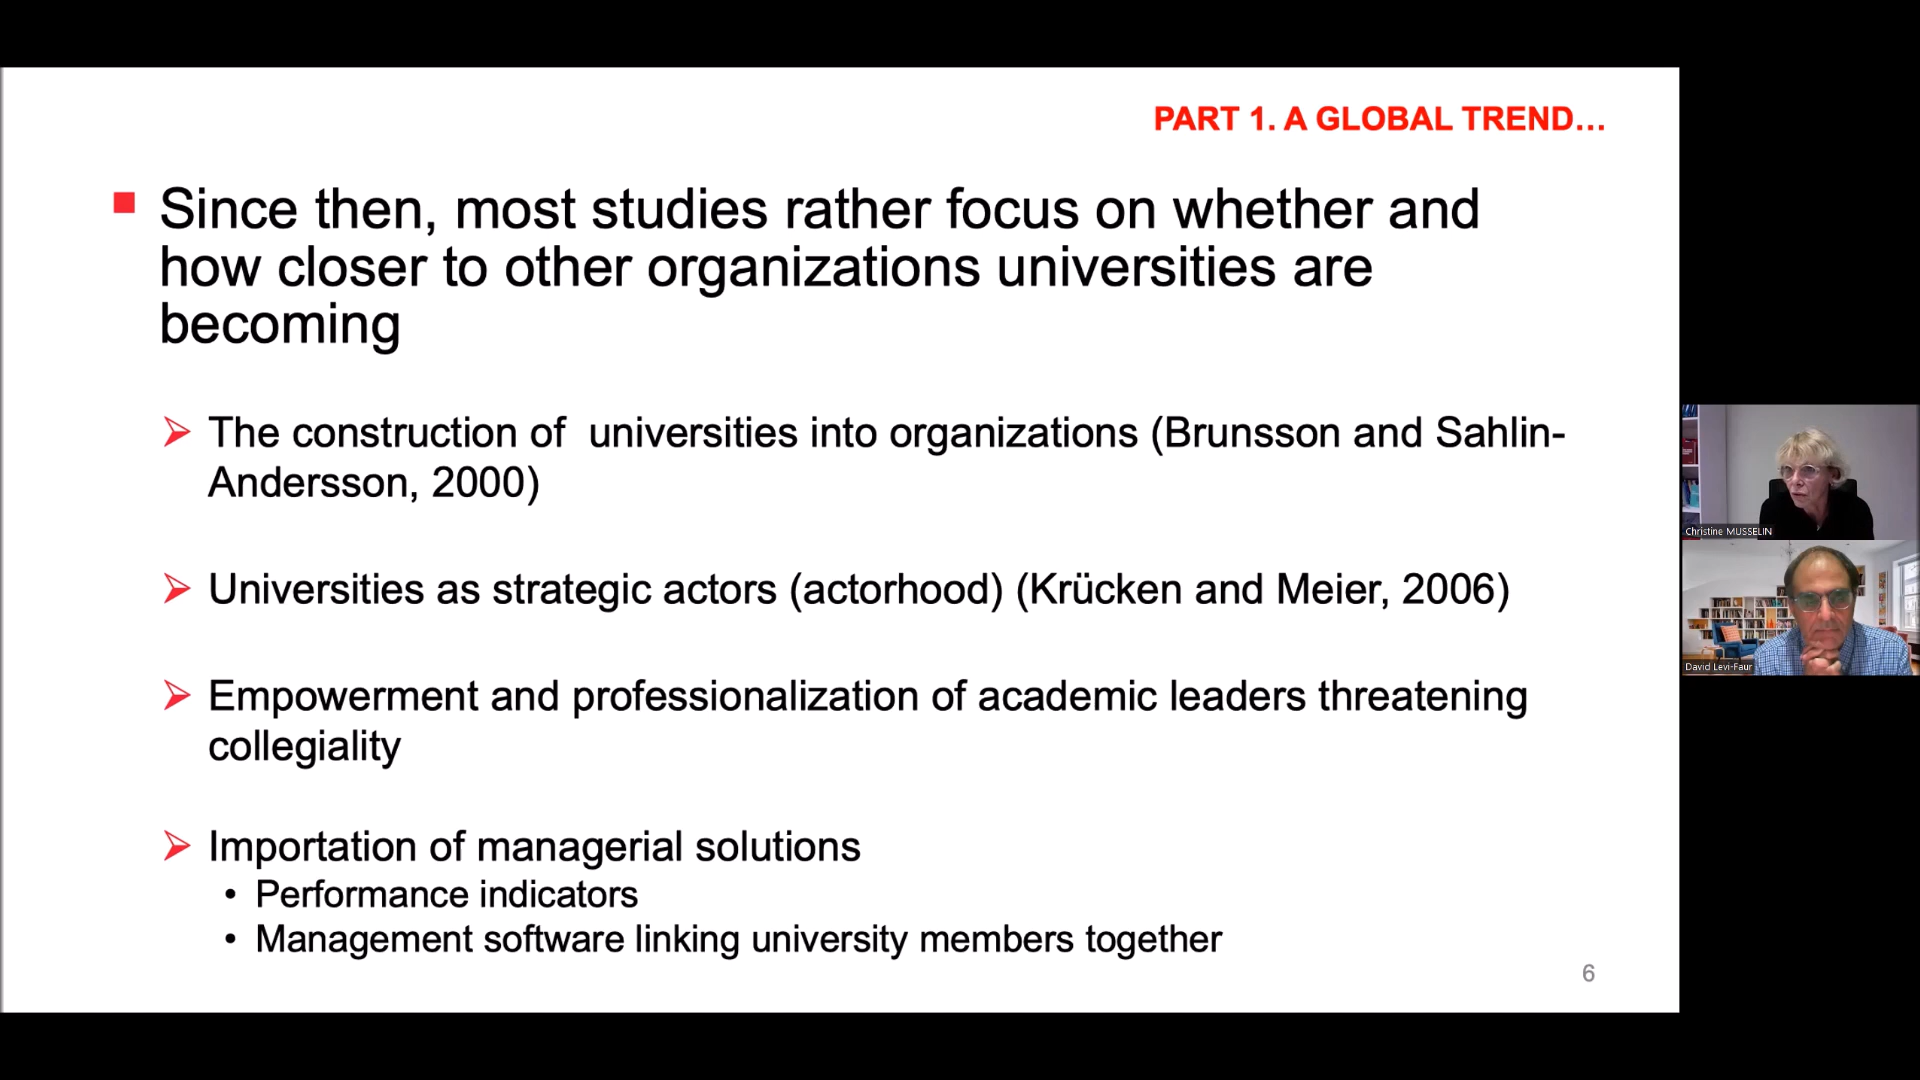 PART 1. A GLOBAL TREND...
Since then, most studies rather focus on whether and
how closer to other organizations universities are
becoming
The construction of  universities into organizations (Brunsson and Sahlin-
Andersson, 2000)
Universities as strategic actors (actorhood) (Krücken and Meier, 2006)
Empowerment and professionalization of academic leaders threatening
collegiality
Importation of managerial solutions
• Performance indicators
• Management software linking university members together
6
Christine MUSSELIN
David Levi-Faur